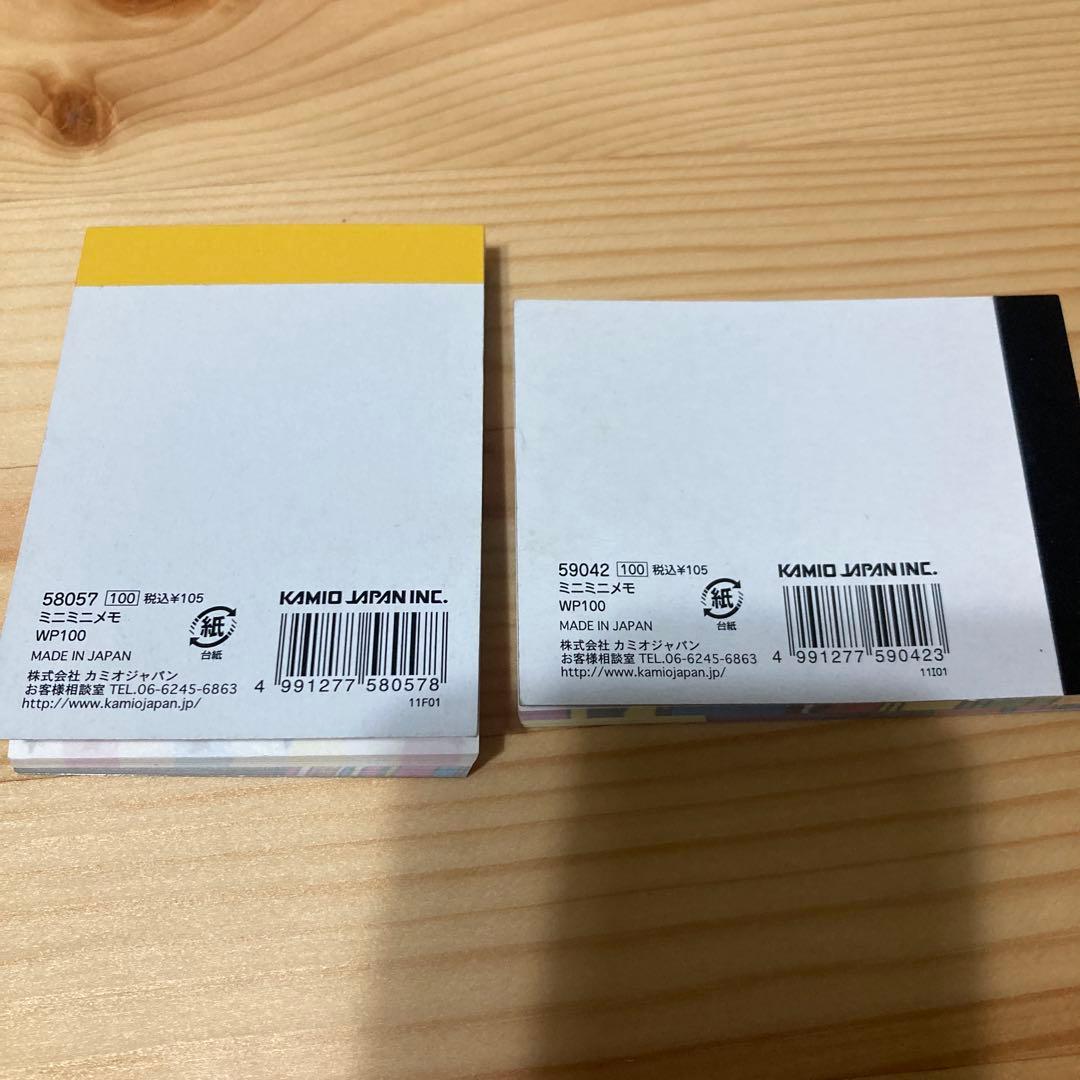 58057 100 税込¥105
ミニミニメモ
WP100
MADE IN JAPAN
株式会社 カミオジャパン
お客様相談室 TEL.06-6245-6863
http://www.kamiojapan.jp/
紙
台紙
KAMIO JAPAN INC.
4 991277 580578
11F01
59042 100 税込¥105
ミニミニメモ
WP100
MADE IN JAPAN
株式会社 カミオジャパン
お客様相談室 TEL.06-6245-6863
http://www.kamiojapan.jp/
紙
台紙
KAMIO JAPAN INC.
4 991277 590423
11I01